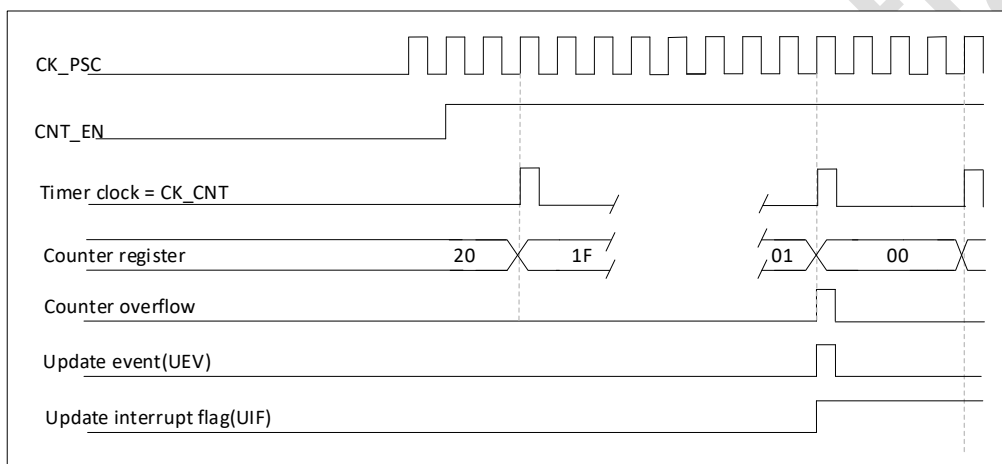 CK_PSC
CNT_EN
Timer clock = CK_CNT
Counter register 20 1F 01 00
Counter overflow
Update event(UEV)
Update interrupt flag(UIF)